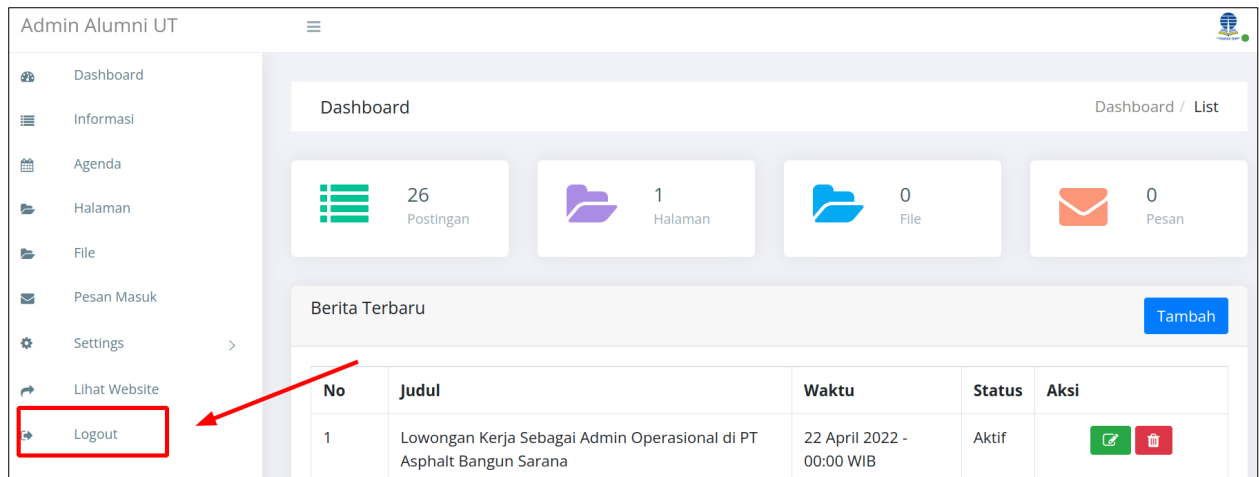 Admin Alumni UT
Dashboard
Informasi
Agenda
Halaman
File
Pesan Masuk
Settings
Lihat Website
Logout
Dashboard
Dashboard / List
26
Postingan
1
Halaman
0
File
0
Pesan
Berita Terbaru
Tambah
No Judul Waktu Status Aksi
1 Lowongan Kerja Sebagai Admin Operasional di PT 22 April 2022 - Aktif
Asphalt Bangun Sarana 00:00 WIB